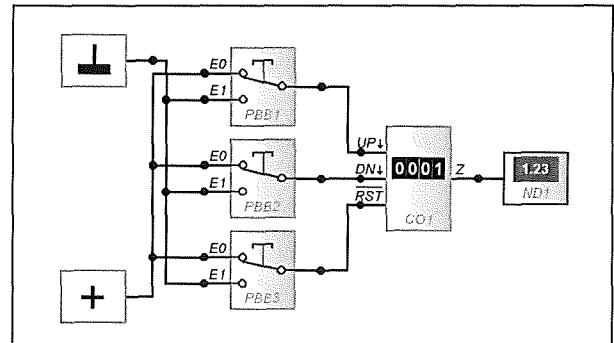 E0
E1
PBB1
E0
E1
PBB2
E0
E1
PBB3
UP↓
DN↓
RST
0001
Z
CO1
1.23
ND1
+